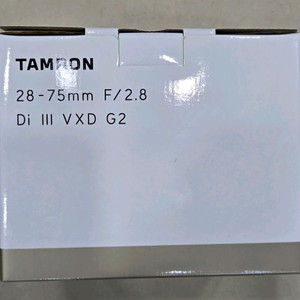 TAMRON
28-75mm F/2.8
Di III VXD G2